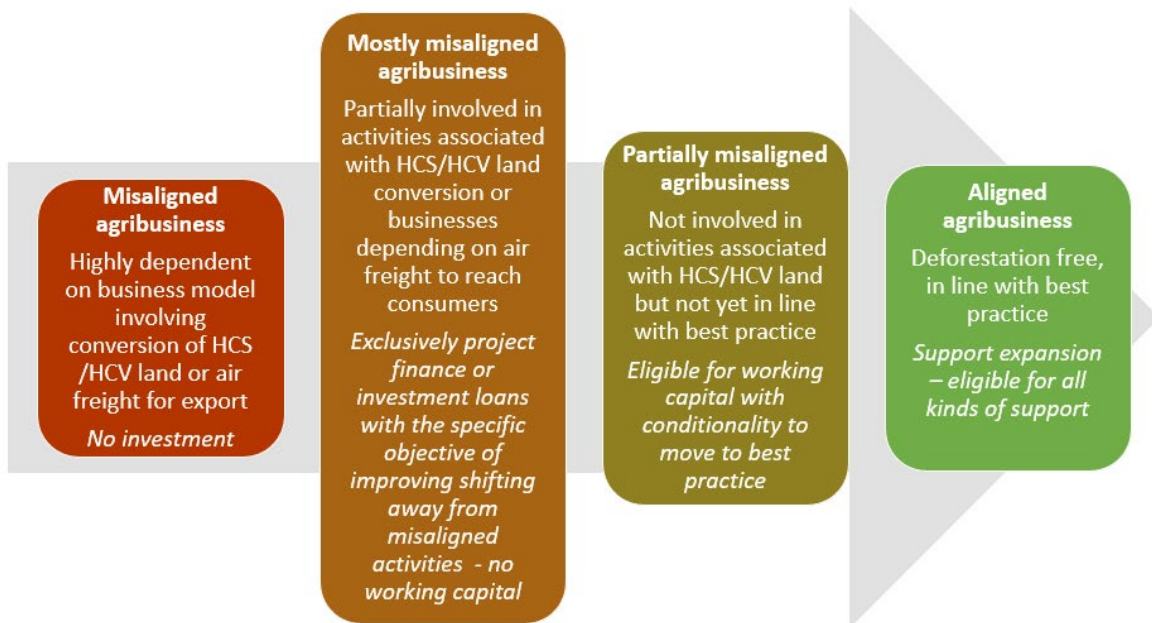 Misaligned
agribusiness
Highly dependent
on business model
involving
conversion of HCS
/HCV land or air
freight for export
No investment
Mostly misaligned
agribusiness
Partially involved in
activities associated
with HCS/HCV land
conversion or
businesses
depending on air
freight to reach
consumers
Exclusively project
finance or
investment loans
with the specific
objective of
improving shifting
away from
misaligned
activities  - no
working capital
Partially misaligned
agribusiness
Not involved in
activities associated
with HCS/HCV land
but not yet in line
with best practice
Eligible for working
capital with
conditionality to
move to best
practice
Aligned
agribusiness
Deforestation free,
in line with best
practice
Support expansion
– eligible for all
kinds of support